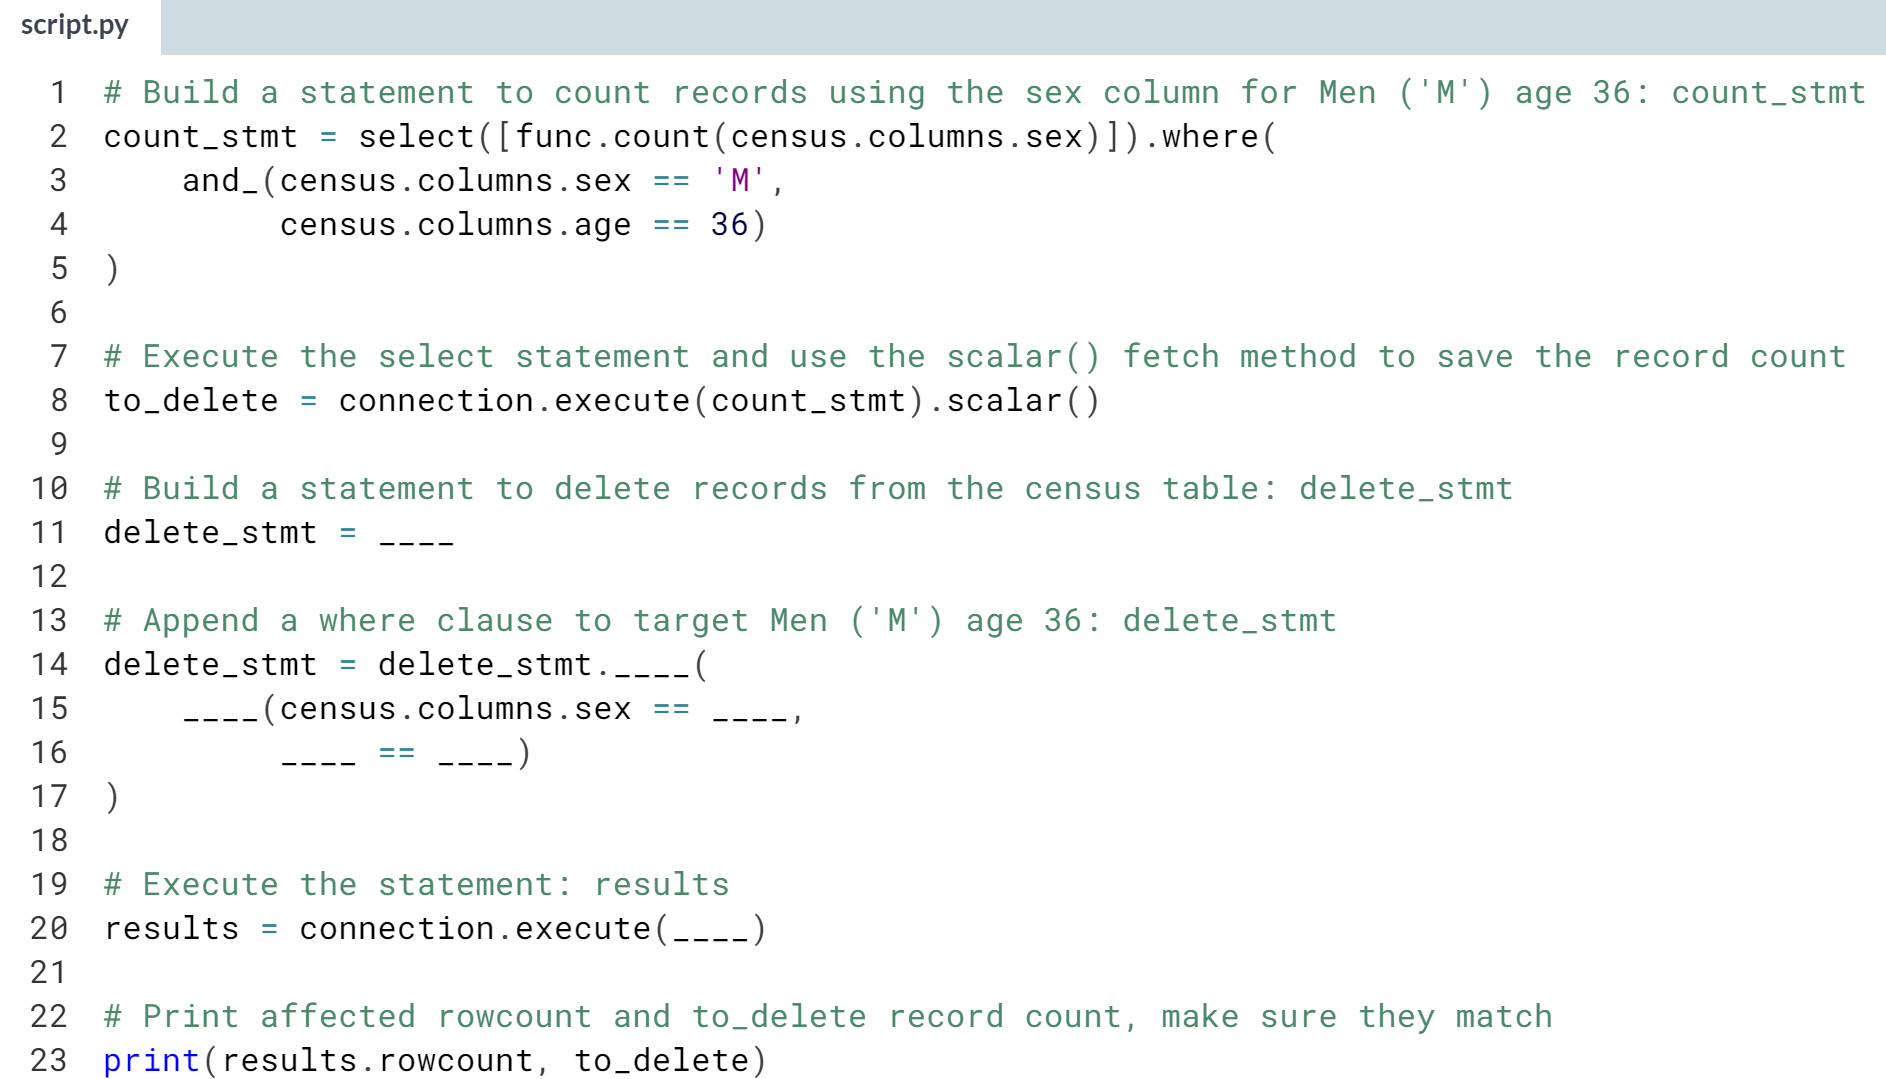 script.py
1 # Build a statement to count records using the sex column for Men ('M') age 36: count_stmt
2 count_stmt = select([func.count(census.columns.sex)]).where(
3     and_(census.columns.sex == 'M',
4          census.columns.age == 36)
5 )
6
7 # Execute the select statement and use the scalar() fetch method to save the record count
8 to_delete = connection.execute(count_stmt).scalar()
9
10 # Build a statement to delete records from the census table: delete_stmt
11 delete_stmt = ____
12
13 # Append a where clause to target Men ('M') age 36: delete_stmt
14 delete_stmt = delete_stmt.____(
15     ____(census.columns.sex == ____,
16          ____ == ____)
17 )
18
19 # Execute the statement: results
20 results = connection.execute(____)
21
22 # Print affected rowcount and to_delete record count, make sure they match
23 print(results.rowcount, to_delete)